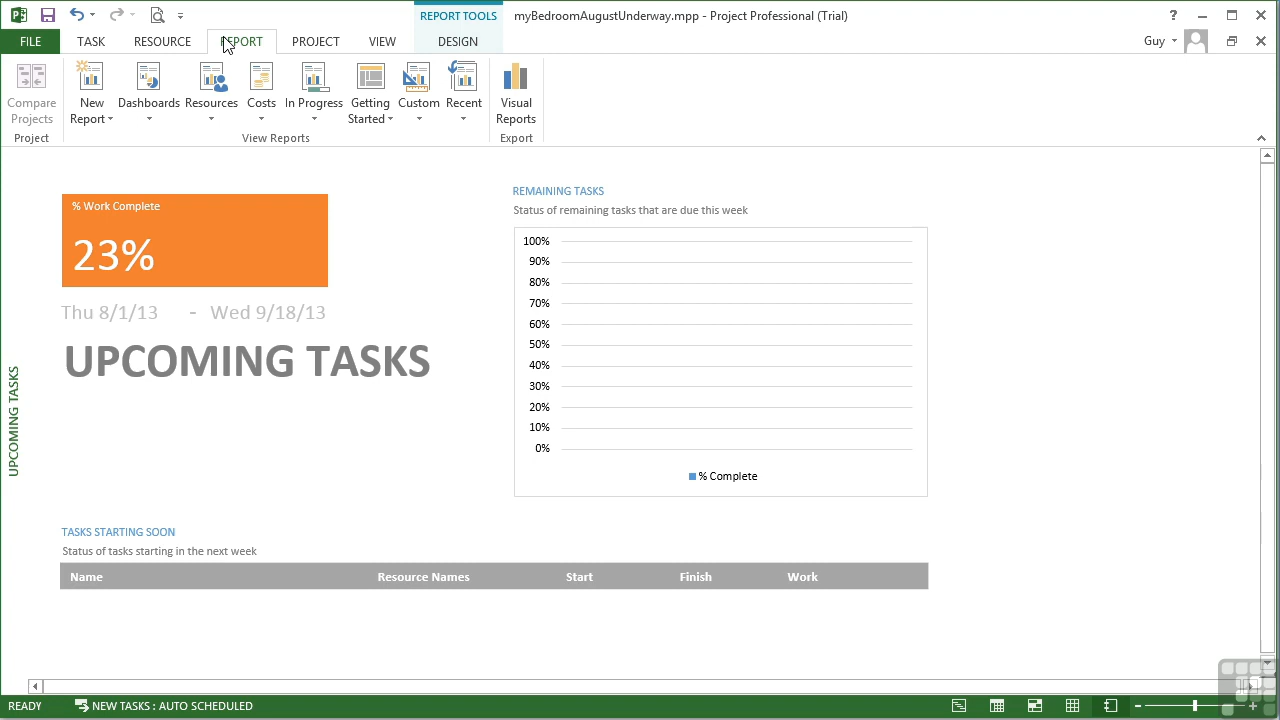 REPORT TOOLS
myBedroomAugustUnderway.mpp - Project Professional (Trial)
?
FILE
TASK
RESOURCE
REPORT
PROJECT
VIEW
DESIGN
Guy
Compare
Projects
New
Report
Dashboards
Resources
Costs
In Progress
Getting
Started
Custom
Recent
Visual
Reports
Project
View Reports
Export
UPCOMING TASKS
% Work Complete
23%
Thu 8/1/13 - Wed 9/18/13
UPCOMING TASKS
REMAINING TASKS
Status of remaining tasks that are due this week
100%
90%
80%
70%
60%
50%
40%
30%
20%
10%
0%
% Complete
TASKS STARTING SOON
Status of tasks starting in the next week
Name Resource Names Start Finish Work
READY
NEW TASKS : AUTO SCHEDULED